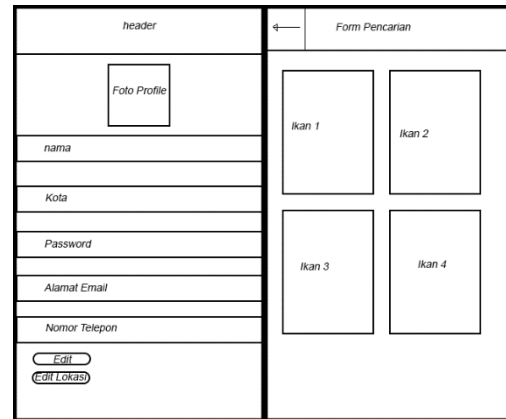 header
Foto Profile
nama
Kota
Password
Alamat Email
Nomor Telepon
Edit
Edit Lokasi
Form Pencarian
Ikan 1
Ikan 2
Ikan 3
Ikan 4